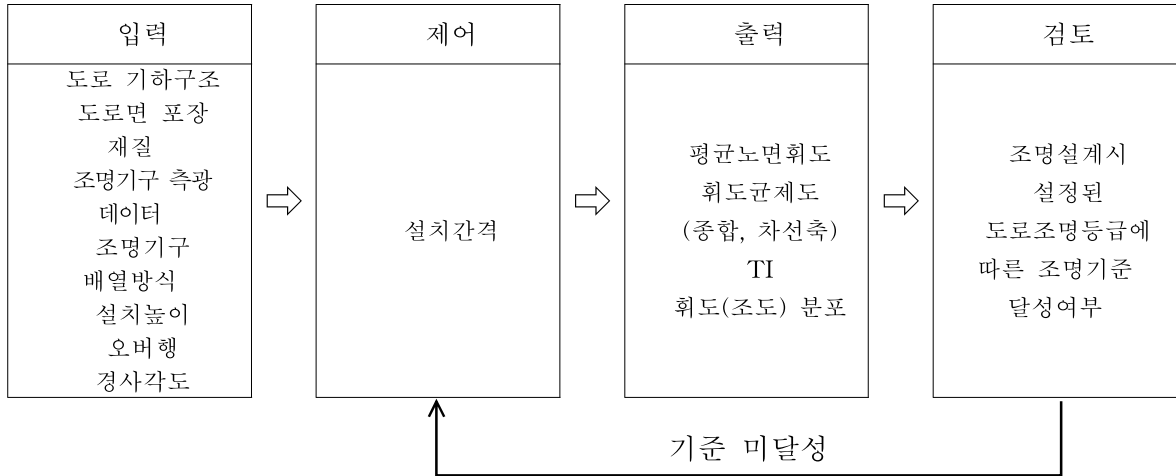 입력
도로 기하구조
도로면 포장
재질
조명기구 측광
데이터
조명기구
배열방식
설치높이
오버행
경사각도
제어
설치간격
출력
평균노면휘도
휘도균제도
(종합, 차선축)
TI
휘도(조도) 분포
검토
조명설계시
설정된
도로조명등급에
따른 조명기준
달성여부
기준 미달성